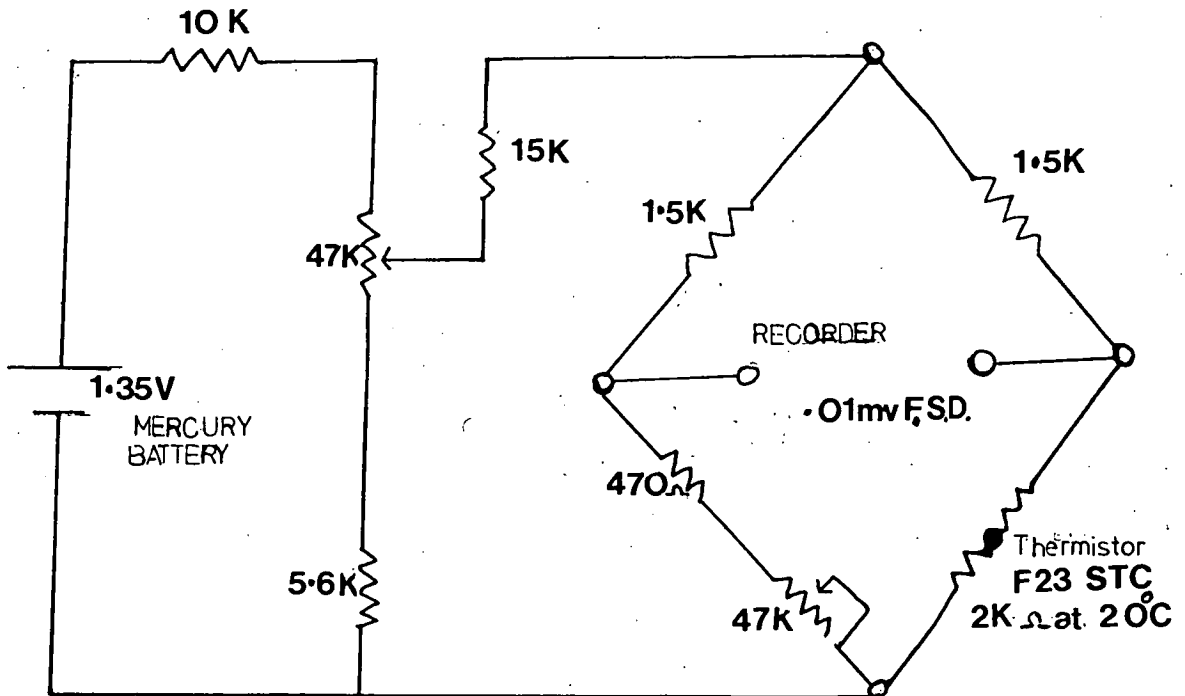 10 K
15K
1.5K
1.5K
47K
RECORDER
1.35V
MERCURY
BATTERY
.01mv F.S.D.
470Ω
Thermistor
F23 STC
2K Ω at 20°C
5.6K
47K